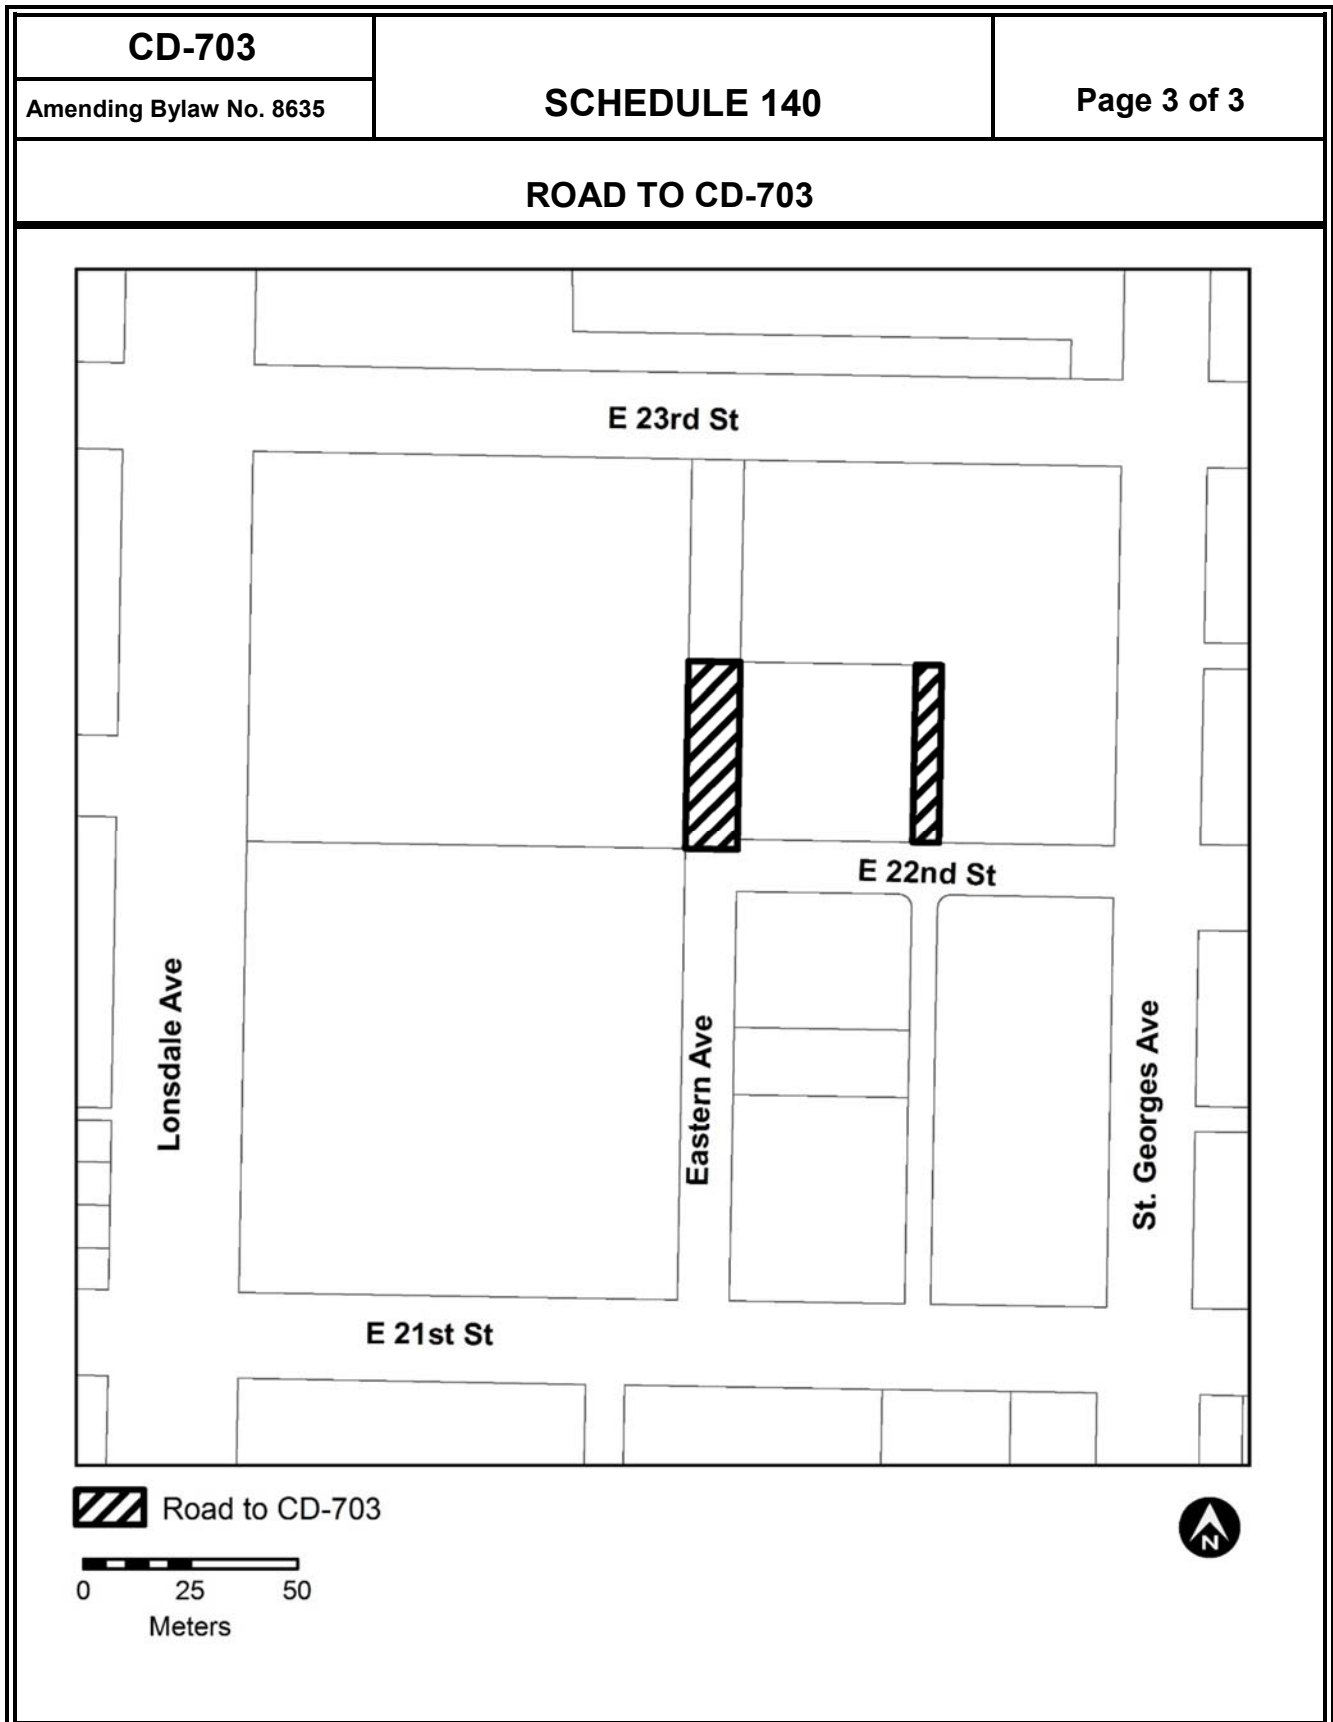 CD-703
Amending Bylaw No. 8635
SCHEDULE 140
Page 3 of 3
ROAD TO CD-703
E 23rd St
E 22nd St
Lonsdale Ave
Eastern Ave
St. Georges Ave
E 21st St
Road to CD-703
N
0 25 50
Meters